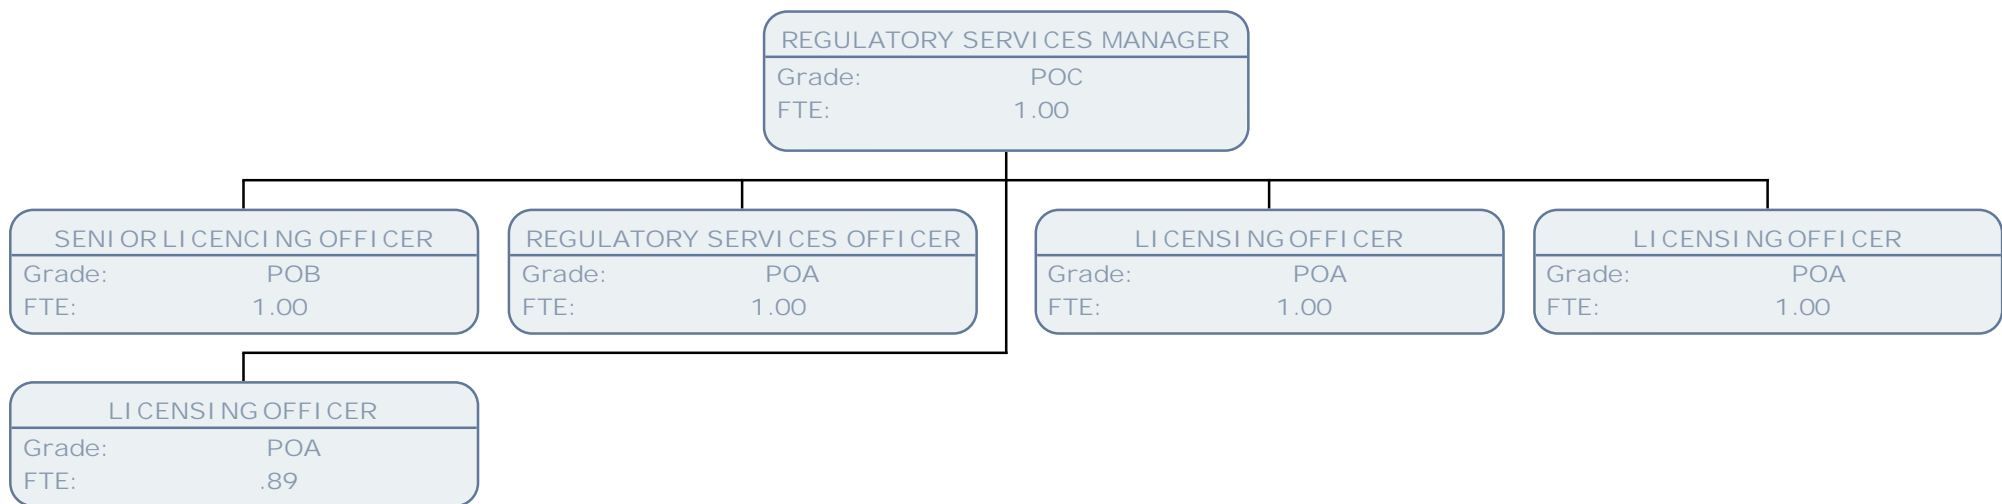 REGULATORY SERVICES MANAGER
Grade: POC
FTE: 1.00
SENIOR LICENCING OFFICER
Grade: POB
FTE: 1.00
REGULATORY SERVICES OFFICER
Grade: POA
FTE: 1.00
LICENSING OFFICER
Grade: POA
FTE: 1.00
LICENSING OFFICER
Grade: POA
FTE: 1.00
LICENSING OFFICER
Grade: POA
FTE: .89